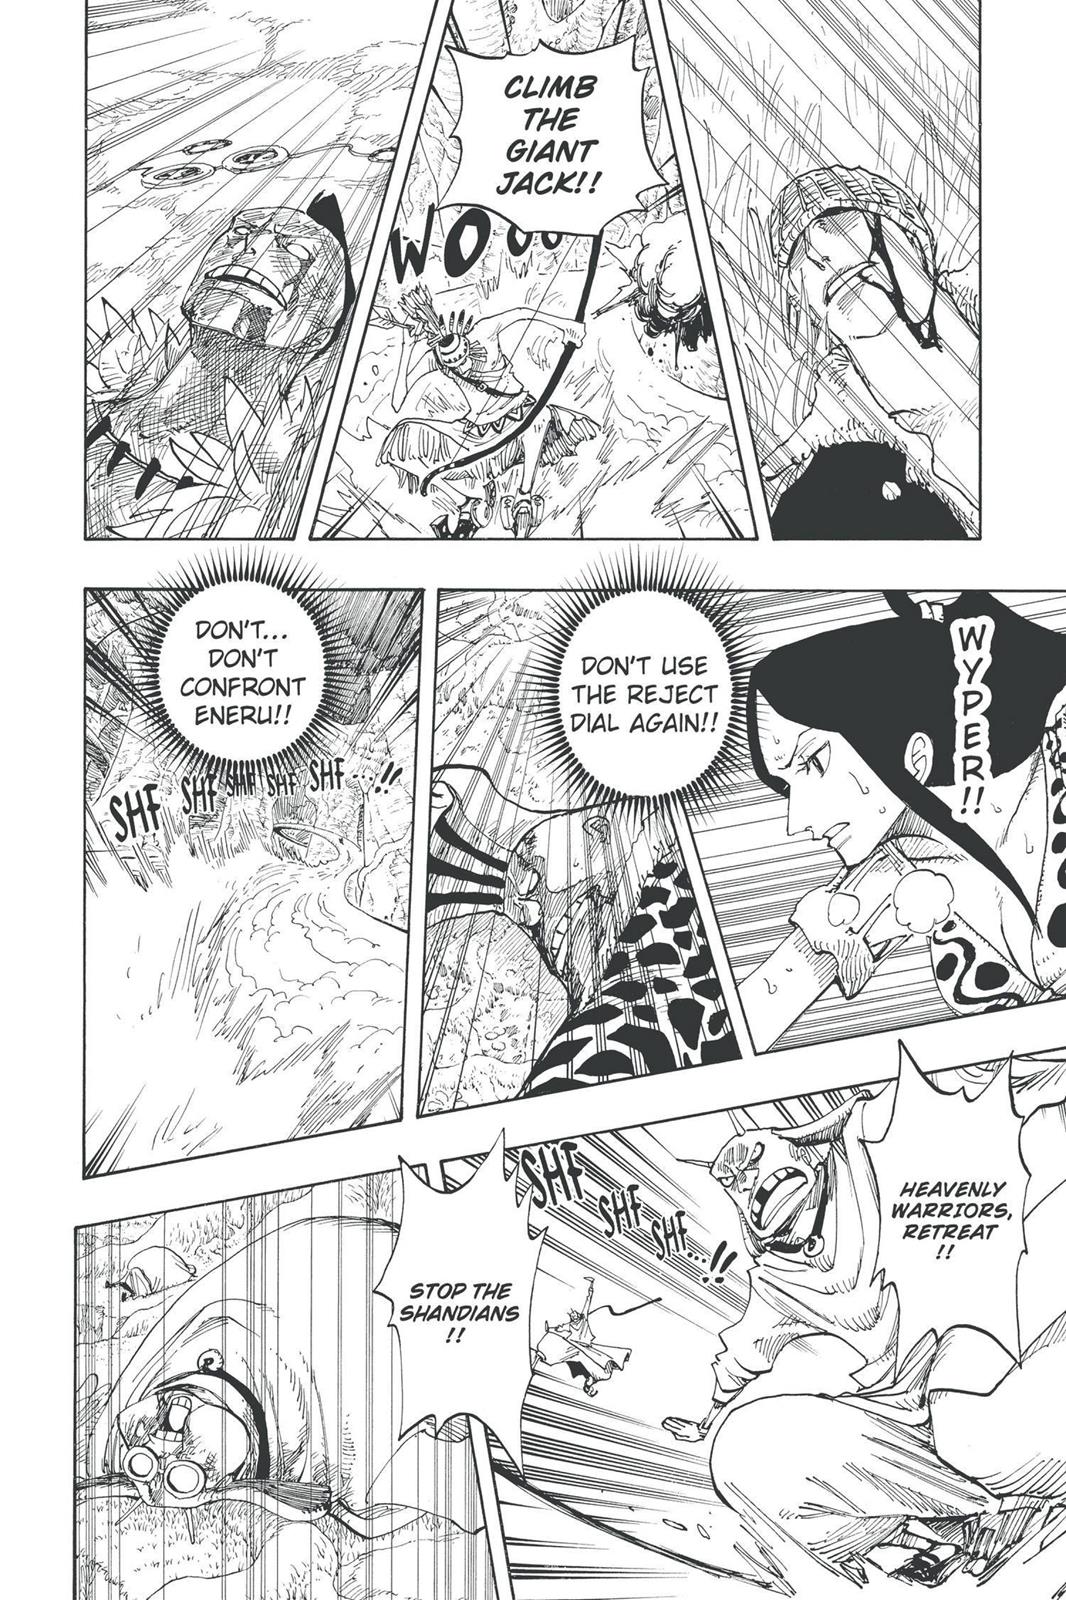 CLIMB
THE
GIANT
JACK!!
WOOOO
WYPER!!
DON'T USE
THE REJECT
DIAL AGAIN!!
DON'T...
DON'T
CONFRONT
ENERU!!
SHF SHF SHF SHF SHF...!!
HEAVENLY
WARRIORS,
RETREAT
!!
SHF SHF SHF...!!
STOP THE
SHANDIANS
!!